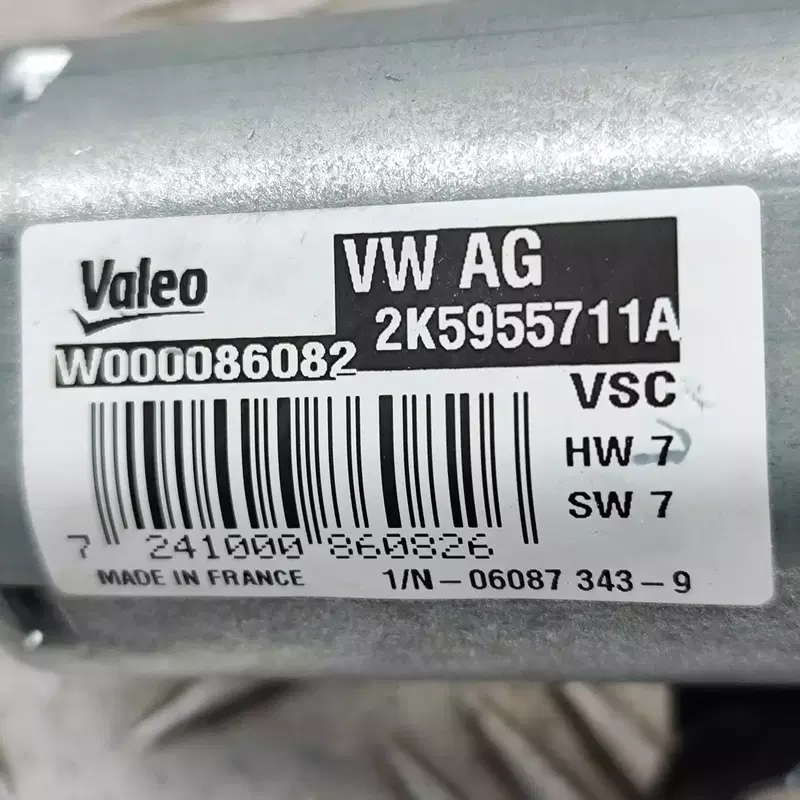 Valeo
VW AG
2K5955711A
W000086082
VSC
HW 7
SW 7
7 241000 860826
MADE IN FRANCE
1/N-06087 343-9